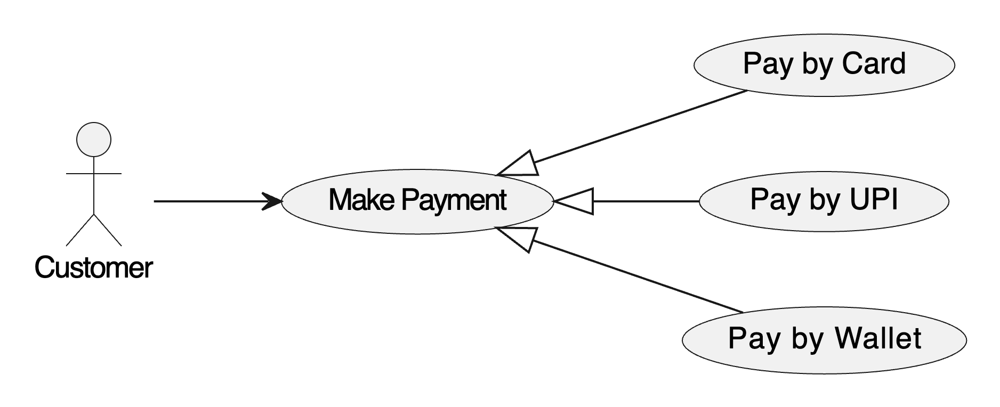 Pay by Card
Customer
Make Payment
Pay by UPI
Pay by Wallet